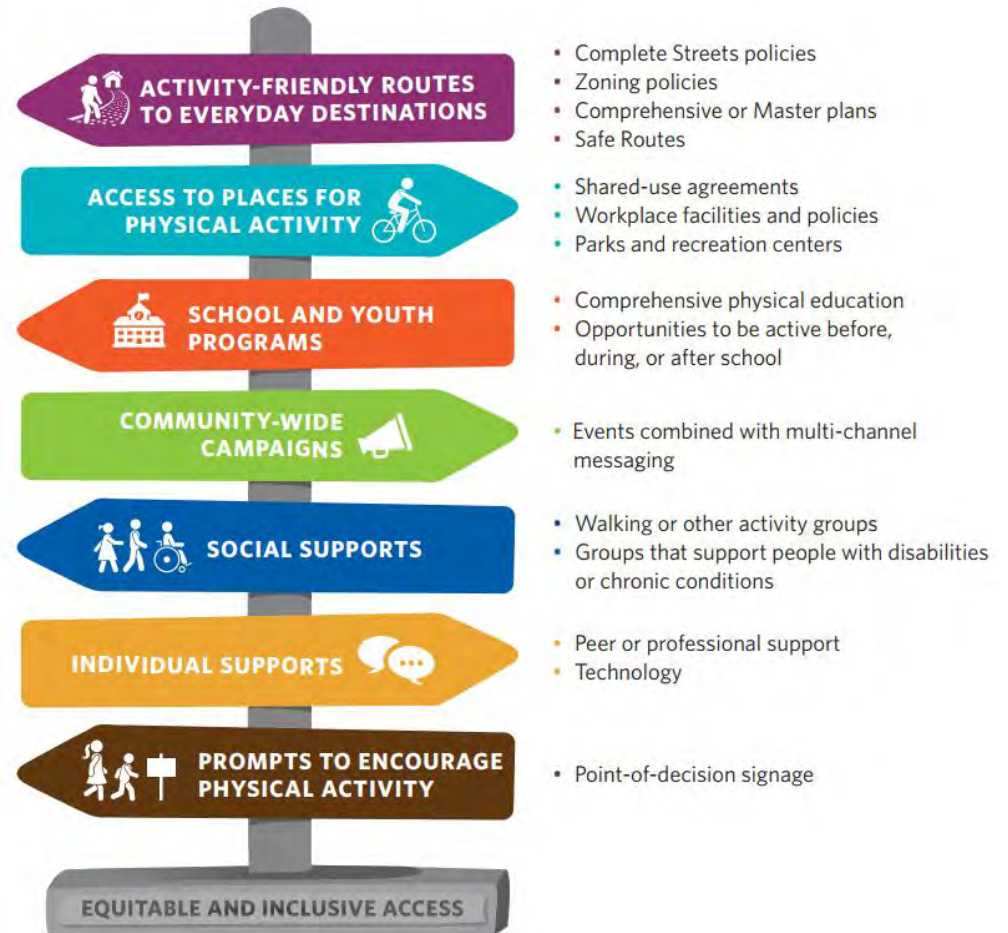 ACTIVITY-FRIENDLY ROUTES
TO EVERYDAY DESTINATIONS
▪ Complete Streets policies
▪ Zoning policies
▪ Comprehensive or Master plans
▪ Safe Routes
ACCESS TO PLACES FOR
PHYSICAL ACTIVITY
▪ Shared-use agreements
▪ Workplace facilities and policies
▪ Parks and recreation centers
SCHOOL AND YOUTH
PROGRAMS
▪ Comprehensive physical education
▪ Opportunities to be active before,
during, or after school
COMMUNITY-WIDE
CAMPAIGNS
▪ Events combined with multi-channel
messaging
SOCIAL SUPPORTS
▪ Walking or other activity groups
▪ Groups that support people with disabilities
or chronic conditions
INDIVIDUAL SUPPORTS
▪ Peer or professional support
▪ Technology
PROMPTS TO ENCOURAGE
PHYSICAL ACTIVITY
▪ Point-of-decision signage
EQUITABLE AND INCLUSIVE ACCESS